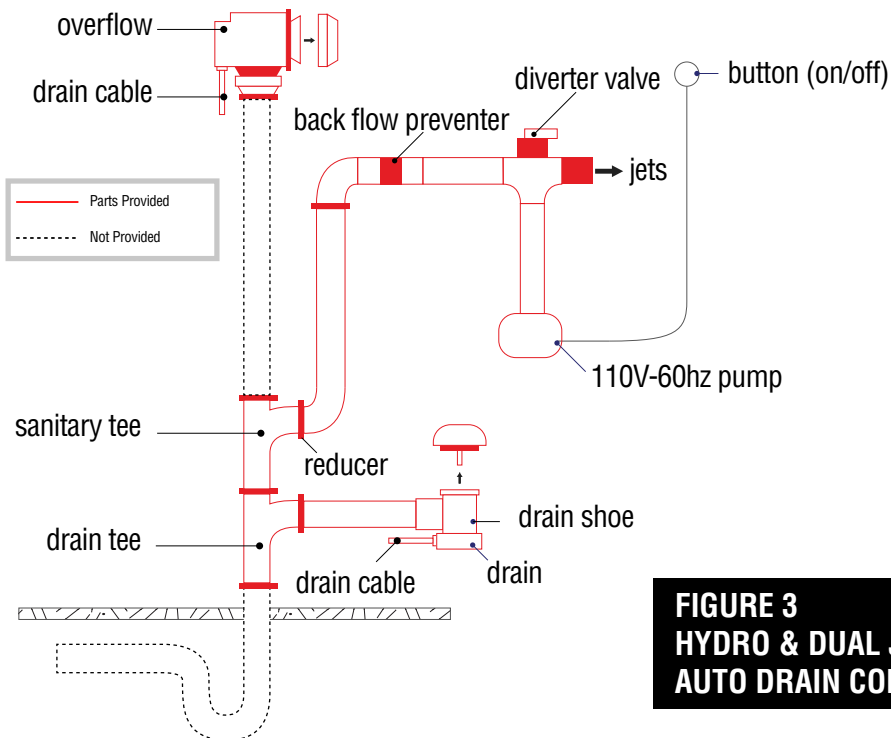 overflow
drain cable
diverter valve
button (on/off)
back flow preventer
jets
Parts Provided
Not Provided
110V-60hz pump
sanitary tee
reducer
drain shoe
drain tee
drain cable
drain
FIGURE 3
HYDRO & DUAL
AUTO DRAIN